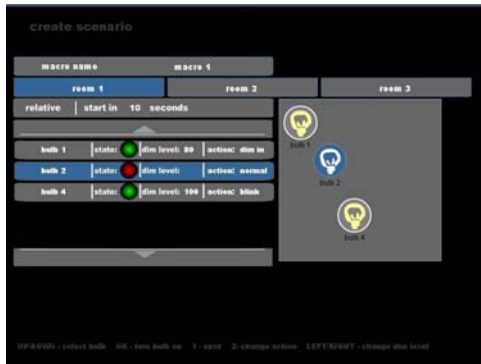 create scenario
macro name macro 1
room 1 room 2 room 3
relative start in 10 seconds
bulb 1 state: dim level: 80 action: dim in
bulb 2 state: dim level: action: normal
bulb 4 state: dim level: 100 action: blink
bulb 1
bulb 2
bulb 4
UP/DOWN - select bulb OK - turn bulb on 1 - save 2- change action LEFT/RIGHT - change dim level